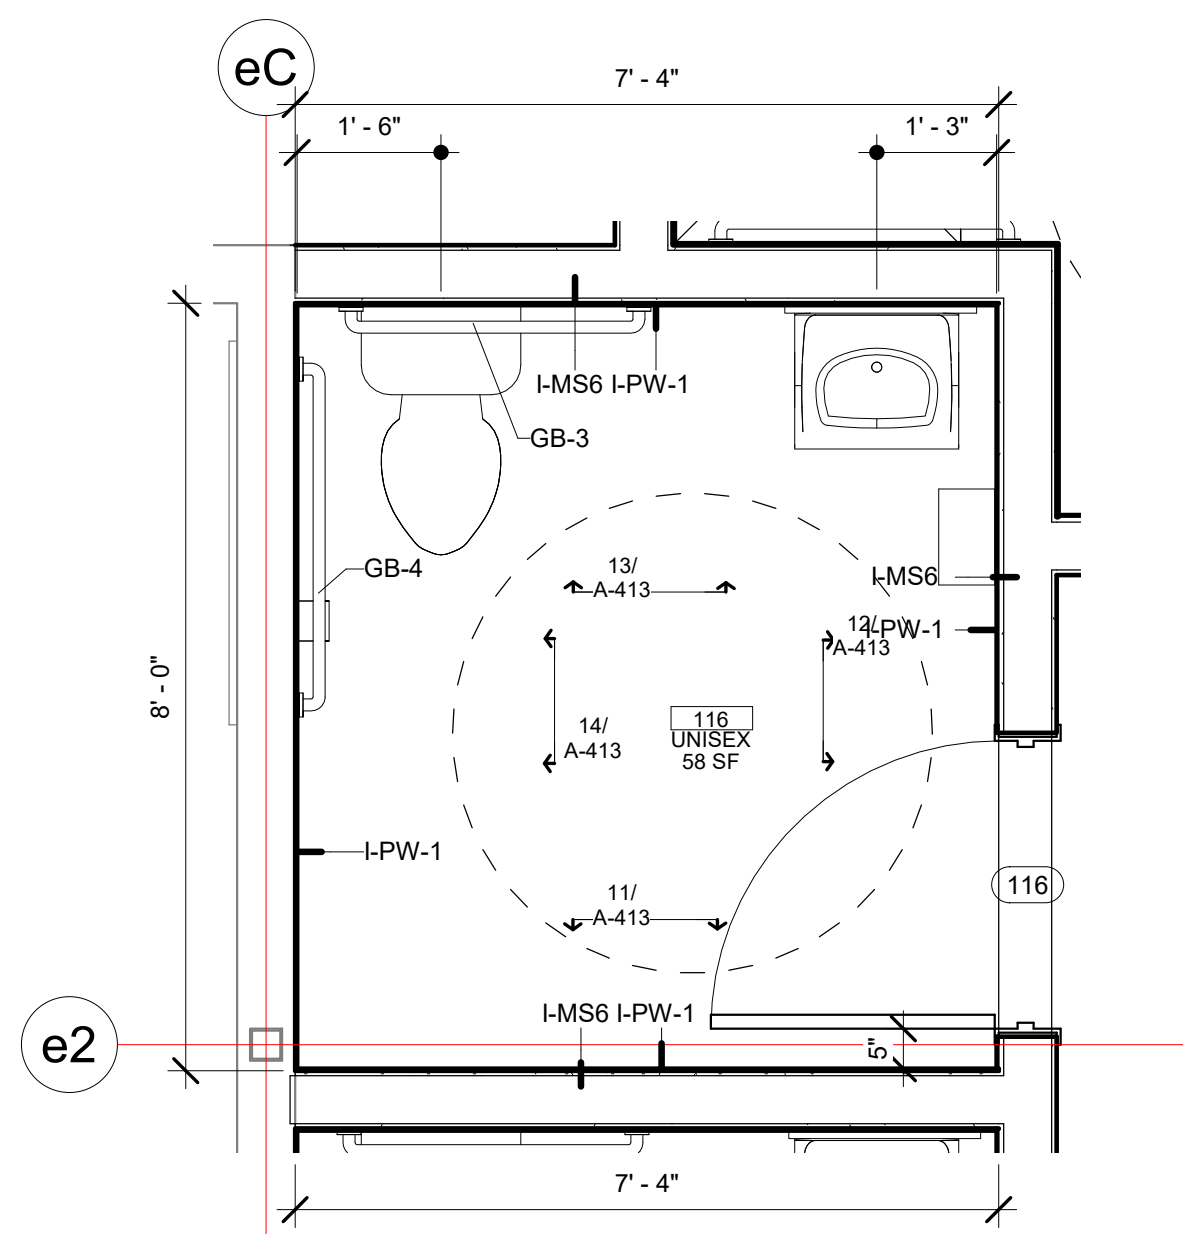 eC
7' - 4"
1' - 6"
1' - 3"
I-MS6 I-PW-1
GB-3
GB-4
13/
A-413
I-MS6
12/
I-PW-1
A-413
8' - 0"
14/
A-413
116
UNISEX
58 SF
I-PW-1
11/
A-413
116
I-MS6 I-PW-1
e2
5"
7' - 4"